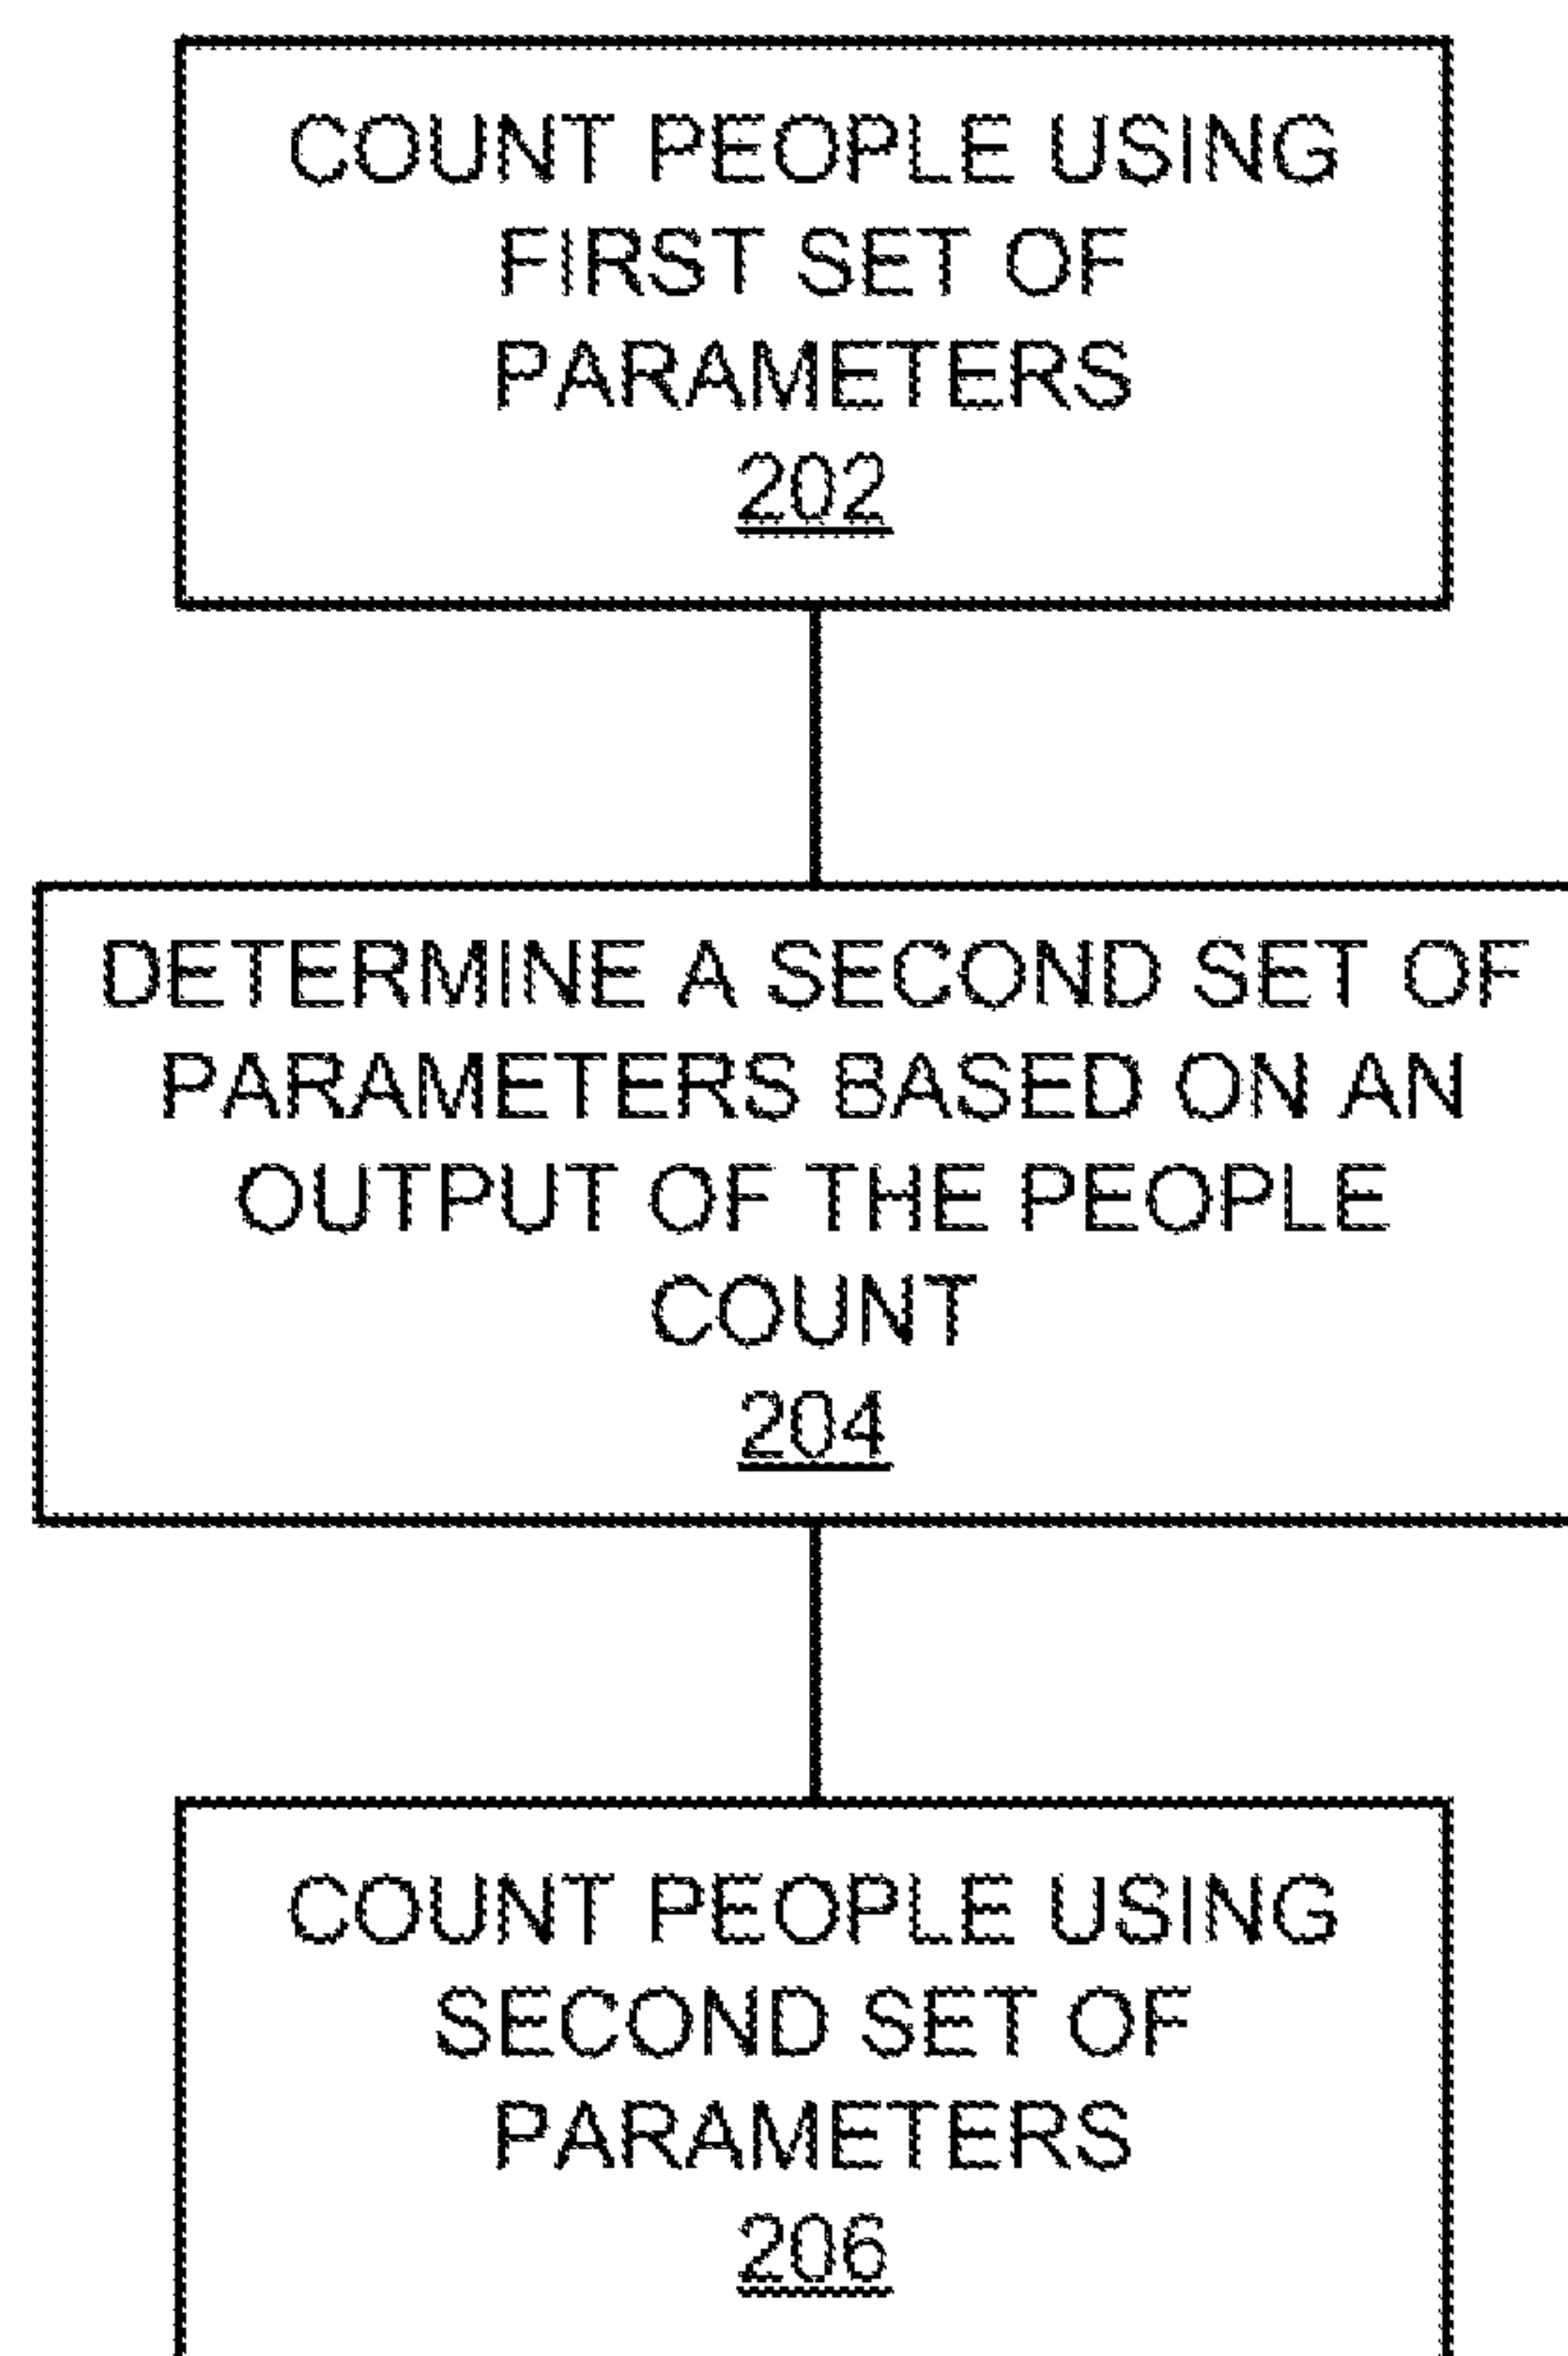 COUNT PEOPLE USING
FIRST SET OF
PARAMETERS
202
DETERMINE A SECOND SET OF
PARAMETERS BASED ON AN
OUTPUT OF THE PEOPLE
COUNT
204
COUNT PEOPLE USING
SECOND SET OF
PARAMETERS
206